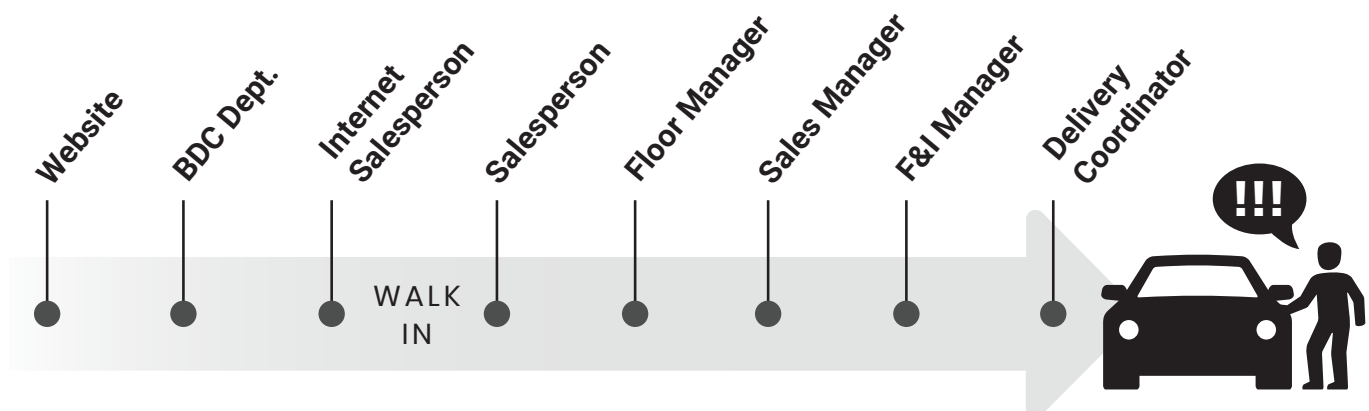 Website
BDC Dept.
Internet
Salesperson
WALK
IN
Salesperson
Floor Manager
Sales Manager
F&I Manager
Delivery
Coordinator
!!!